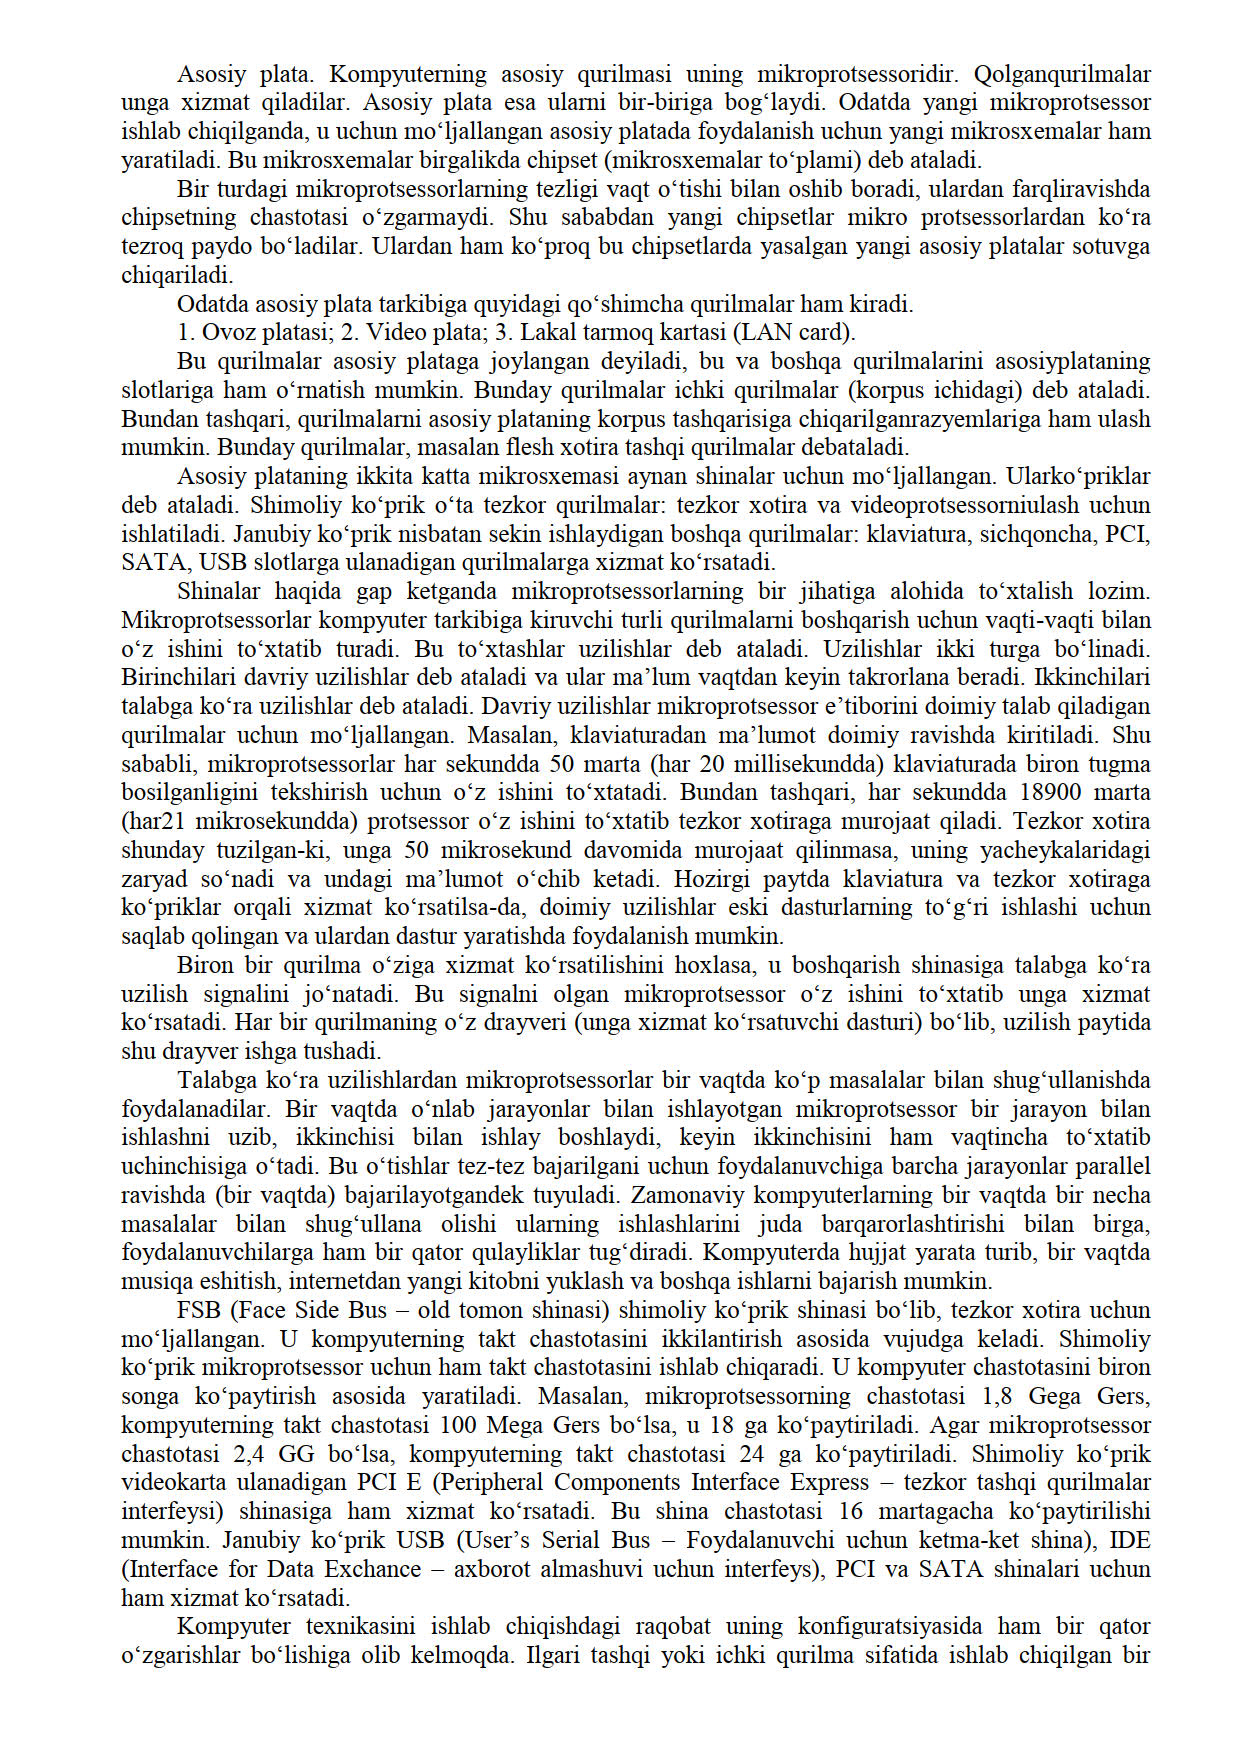 Asosiy plata. Kompyuterning asosiy qurilmasi uning mikroprotsessoridir. Qolganqurilmalar
unga xizmat qiladilar. Asosiy plata esa ularni bir-biriga bog‘laydi. Odatda yangi mikroprotsessor
ishlab chiqilganda, u uchun mo‘ljallangan asosiy platada foydalanish uchun yangi mikrosxemalar ham
yaratiladi. Bu mikrosxemalar birgalikda chipset (mikrosxemalar to‘plami) deb ataladi.
Bir turdagi mikroprotsessorlarning tezligi vaqt o‘tishi bilan oshib boradi, ulardan farqliravishda
chipsetning chastotasi o‘zgarmaydi. Shu sababdan yangi chipsetlar mikro protsessorlardan ko‘ra
tezroq paydo bo‘ladilar. Ulardan ham ko‘proq bu chipsetlarda yasalgan yangi asosiy platalar sotuvga
chiqariladi.
Odatda asosiy plata tarkibiga quyidagi qo‘shimcha qurilmalar ham kiradi.
1. Ovoz platasi; 2. Video plata; 3. Lakal tarmoq kartasi (LAN card).
Bu qurilmalar asosiy plataga joylangan deyiladi, bu va boshqa qurilmalarini asosiyplataning
slotlariga ham o‘rnatish mumkin. Bunday qurilmalar ichki qurilmalar (korpus ichidagi) deb ataladi.
Bundan tashqari, qurilmalarni asosiy plataning korpus tashqarisiga chiqarilganrazyemlariga ham ulash
mumkin. Bunday qurilmalar, masalan flesh xotira tashqi qurilmalar debataladi.
Asosiy plataning ikkita katta mikrosxemasi aynan shinalar uchun mo‘ljallangan. Ularko‘priklar
deb ataladi. Shimoliy ko‘prik o‘ta tezkor qurilmalar: tezkor xotira va videoprotsessorniulash uchun
ishlatiladi. Janubiy ko‘prik nisbatan sekin ishlaydigan boshqa qurilmalar: klaviatura, sichqoncha, PCI,
SATA, USB slotlarga ulanadigan qurilmalarga xizmat ko‘rsatadi.
Shinalar haqida gap ketganda mikroprotsessorlarning bir jihatiga alohida to‘xtalish lozim.
Mikroprotsessorlar kompyuter tarkibiga kiruvchi turli qurilmalarni boshqarish uchun vaqti-vaqti bilan
o‘z ishini to‘xtatib turadi. Bu to‘xtashlar uzilishlar deb ataladi. Uzilishlar ikki turga bo‘linadi.
Birinchilari davriy uzilishlar deb ataladi va ular ma’lum vaqtdan keyin takrorlana beradi. Ikkinchilari
talabga ko‘ra uzilishlar deb ataladi. Davriy uzilishlar mikroprotsessor e’tiborini doimiy talab qiladigan
qurilmalar uchun mo‘ljallangan. Masalan, klaviaturadan ma’lumot doimiy ravishda kiritiladi. Shu
sababli, mikroprotsessorlar har sekundda 50 marta (har 20 millisekundda) klaviaturada biron tugma
bosilganligini tekshirish uchun o‘z ishini to‘xtatadi. Bundan tashqari, har sekundda 18900 marta
(har21 mikrosekundda) protsessor o‘z ishini to‘xtatib tezkor xotiraga murojaat qiladi. Tezkor xotira
shunday tuzilgan-ki, unga 50 mikrosekund davomida murojaat qilinmasa, uning yacheykalaridagi
zaryad so‘nadi va undagi ma’lumot o‘chib ketadi. Hozirgi paytda klaviatura va tezkor xotiraga
ko‘priklar orqali xizmat ko‘rsatilsa-da, doimiy uzilishlar eski dasturlarning to‘g‘ri ishlashi uchun
saqlab qolingan va ulardan dastur yaratishda foydalanish mumkin.
Biron bir qurilma o‘ziga xizmat ko‘rsatilishini hoxlasa, u boshqarish shinasiga talabga ko‘ra
uzilish signalini jo‘natadi. Bu signalni olgan mikroprotsessor o‘z ishini to‘xtatib unga xizmat
ko‘rsatadi. Har bir qurilmaning o‘z drayveri (unga xizmat ko‘rsatuvchi dasturi) bo‘lib, uzilish paytida
shu drayver ishga tushadi.
Talabga ko‘ra uzilishlardan mikroprotsessorlar bir vaqtda ko‘p masalalar bilan shug‘ullanishda
foydalanadilar. Bir vaqtda o‘nlab jarayonlar bilan ishlayotgan mikroprotsessor bir jarayon bilan
ishlashni uzib, ikkinchisi bilan ishlay boshlaydi, keyin ikkinchisini ham vaqtincha to‘xtatib
uchinchisiga o‘tadi. Bu o‘tishlar tez-tez bajarilgani uchun foydalanuvchiga barcha jarayonlar parallel
ravishda (bir vaqtda) bajarilayotgandek tuyuladi. Zamonaviy kompyuterlarning bir vaqtda bir necha
masalalar bilan shug‘ullana olishi ularning ishlashlarini juda barqarorlashtirishi bilan birga,
foydalanuvchilarga ham bir qator qulayliklar tug‘diradi. Kompyuterda hujjat yarata turib, bir vaqtda
musiqa eshitish, internetdan yangi kitobni yuklash va boshqa ishlarni bajarish mumkin.
FSB (Face Side Bus – old tomon shinasi) shimoliy ko‘prik shinasi bo‘lib, tezkor xotira uchun
mo‘ljallangan. U kompyuterning takt chastotasini ikkilantirish asosida vujudga keladi. Shimoliy
ko‘prik mikroprotsessor uchun ham takt chastotasini ishlab chiqaradi. U kompyuter chastotasini biron
songa ko‘paytirish asosida yaratiladi. Masalan, mikroprotsessorning chastotasi 1,8 Gega Gers,
kompyuterning takt chastotasi 100 Mega Gers bo‘lsa, u 18 ga ko‘paytiriladi. Agar mikroprotsessor
chastotasi 2,4 GG bo‘lsa, kompyuterning takt chastotasi 24 ga ko‘paytiriladi. Shimoliy ko‘prik
videokarta ulanadigan PCI E (Peripheral Components Interface Express – tezkor tashqi qurilmalar
interfeysi) shinasiga ham xizmat ko‘rsatadi. Bu shina chastotasi 16 martagacha ko‘paytirilishi
mumkin. Janubiy ko‘prik USB (User’s Serial Bus – Foydalanuvchi uchun ketma-ket shina), IDE
(Interface for Data Exchance – axborot almashuvi uchun interfeys), PCI va SATA shinalari uchun
ham xizmat ko‘rsatadi.
Kompyuter texnikasini ishlab chiqishdagi raqobat uning konfiguratsiyasida ham bir qator
o‘zgarishlar bo‘lishiga olib kelmoqda. Ilgari tashqi yoki ichki qurilma sifatida ishlab chiqilgan bir